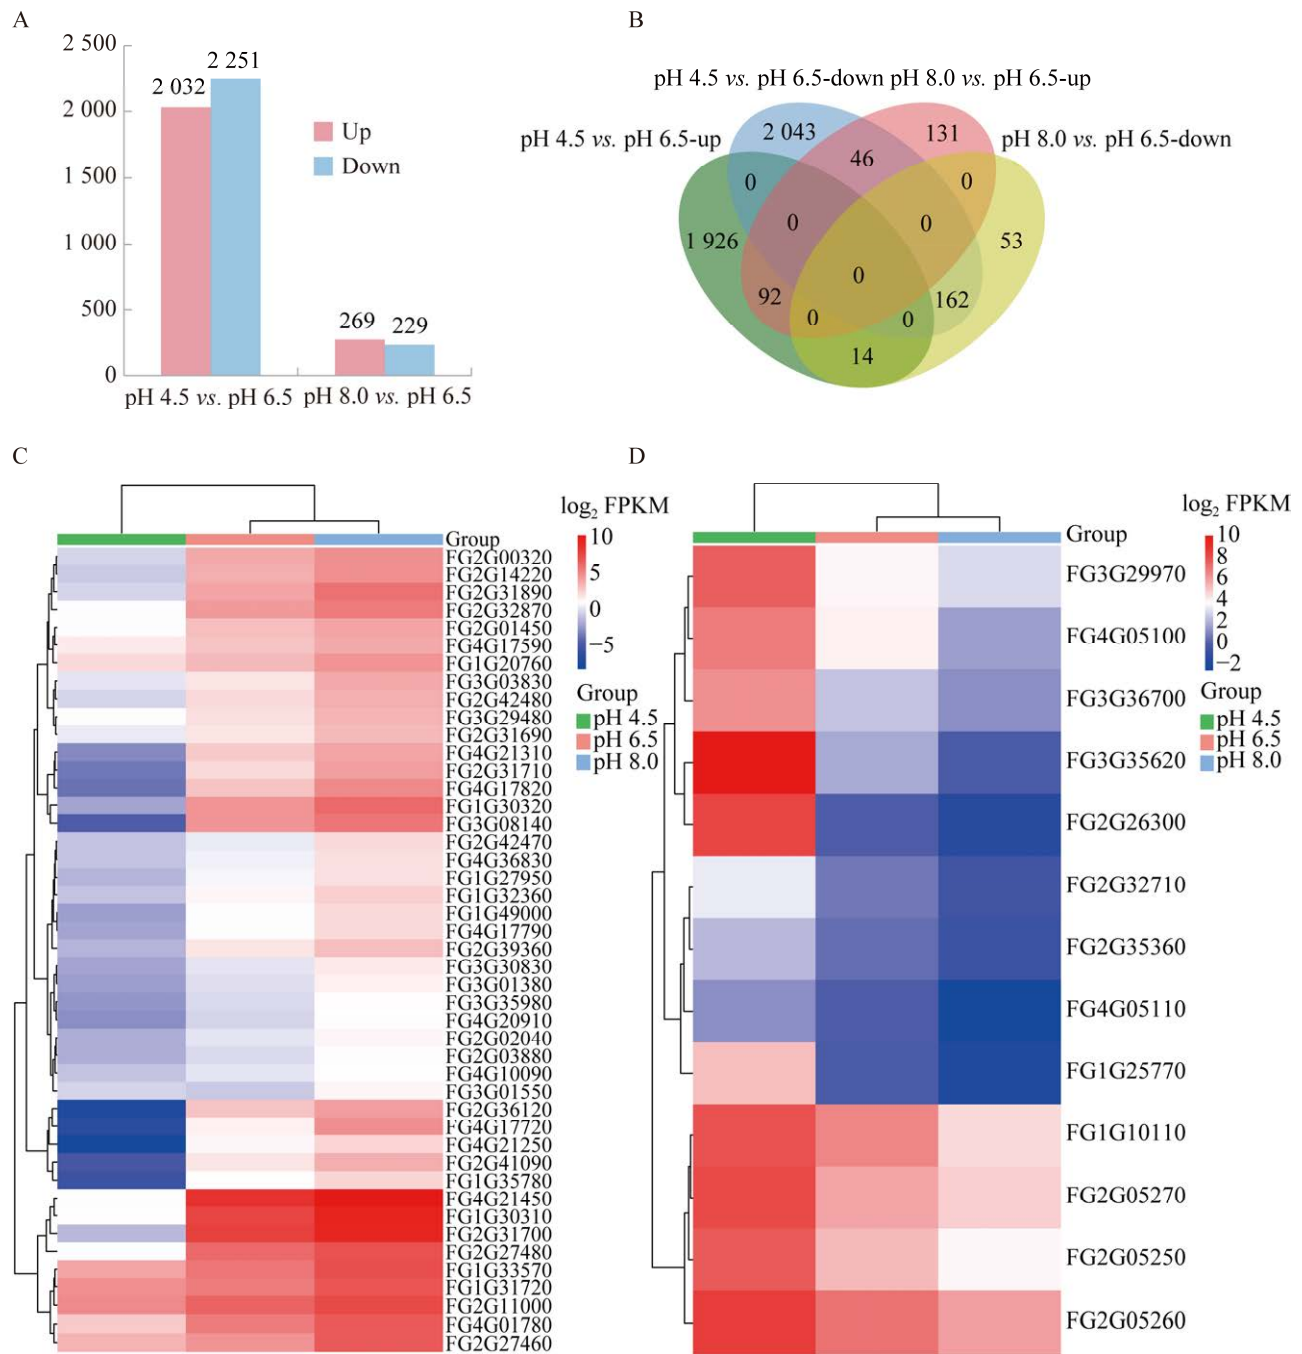 A
2 500
2 000
1 500
1 000
500
0
2 032
2 251
269
229
Up
Down
pH 4.5 vs. pH 6.5
pH 8.0 vs. pH 6.5
B
pH 4.5 vs. pH 6.5-down pH 8.0 vs. pH 6.5-up
pH 4.5 vs. pH 6.5-up
pH 8.0 vs. pH 6.5-down
2 043
131
46
0
0
0
0
1 926
53
0
92
162
0
0
14
C
log2 FPKM
10
5
0
−5
Group
pH 4.5
pH 6.5
pH 8.0
Group
FG2G00320
FG2G14220
FG2G31890
FG2G32870
FG2G01450
FG4G17590
FG1G20760
FG3G03830
FG2G42480
FG3G29480
FG2G31690
FG4G21310
FG2G31710
FG4G17820
FG1G30320
FG3G08140
FG2G42470
FG4G36830
FG1G27950
FG1G32360
FG1G49000
FG4G17790
FG2G39360
FG3G30830
FG3G01380
FG3G35980
FG4G20910
FG2G02040
FG2G03880
FG4G10090
FG3G01550
FG2G36120
FG4G17720
FG4G21250
FG2G41090
FG1G35780
FG4G21450
FG1G30310
FG2G31700
FG2G27480
FG1G33570
FG1G31720
FG2G11000
FG4G01780
FG2G27460
D
log2 FPKM
10
8
6
4
2
0
−2
Group
pH 4.5
pH 6.5
pH 8.0
Group
FG3G29970
FG4G05100
FG3G36700
FG3G35620
FG2G26300
FG2G32710
FG2G35360
FG4G05110
FG1G25770
FG1G10110
FG2G05270
FG2G05250
FG2G05260